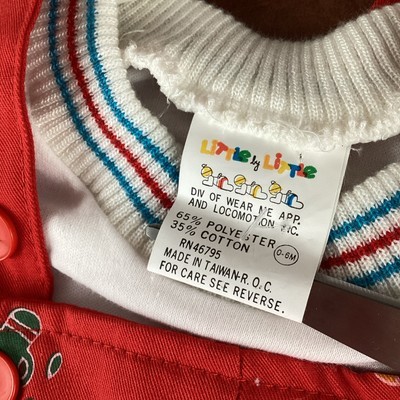 LITTLE by LITTLE
DIV OF WEAR ME APP.
AND LOCOMOTION INC.
65% POLYESTER
35% COTTON 0-6M
RN46795
MADE IN TAIWAN-R.O.C
FOR CARE SEE REVERSE.